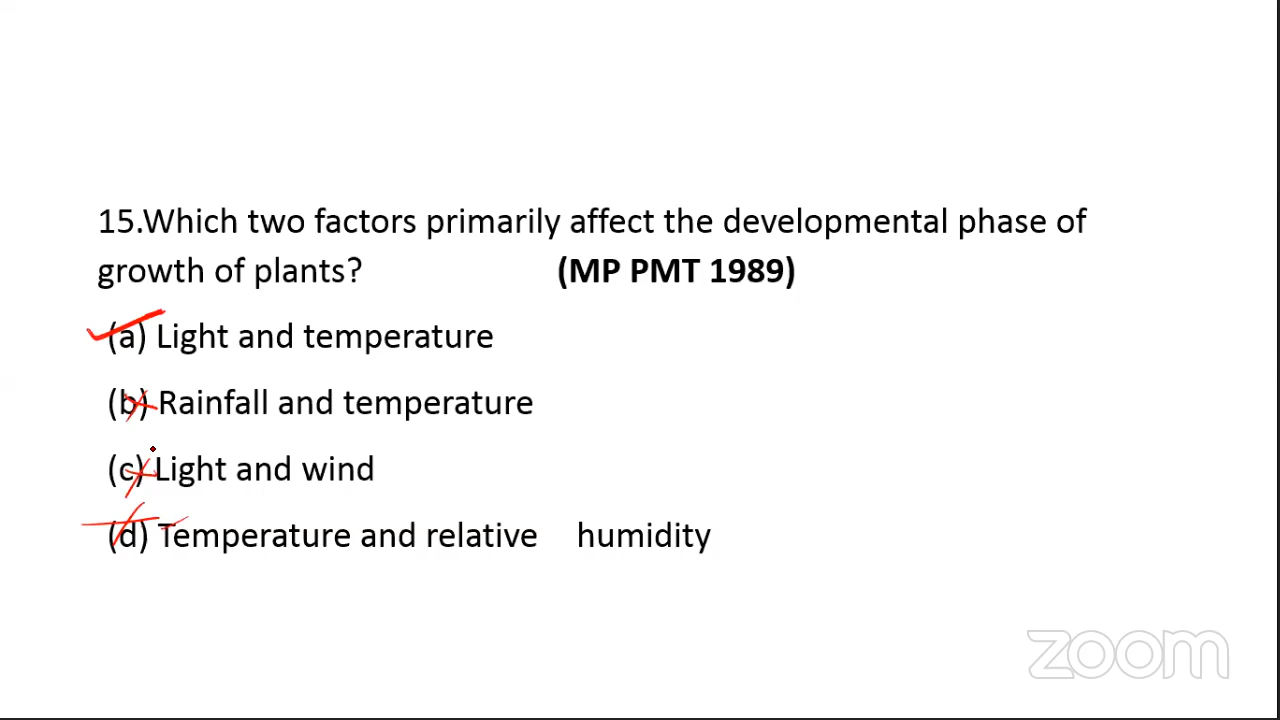 15.Which two factors primarily affect the developmental phase of
growth of plants? (MP PMT 1989)
(a) Light and temperature
(b) Rainfall and temperature
(c) Light and wind
(d) Temperature and relative humidity
zoom